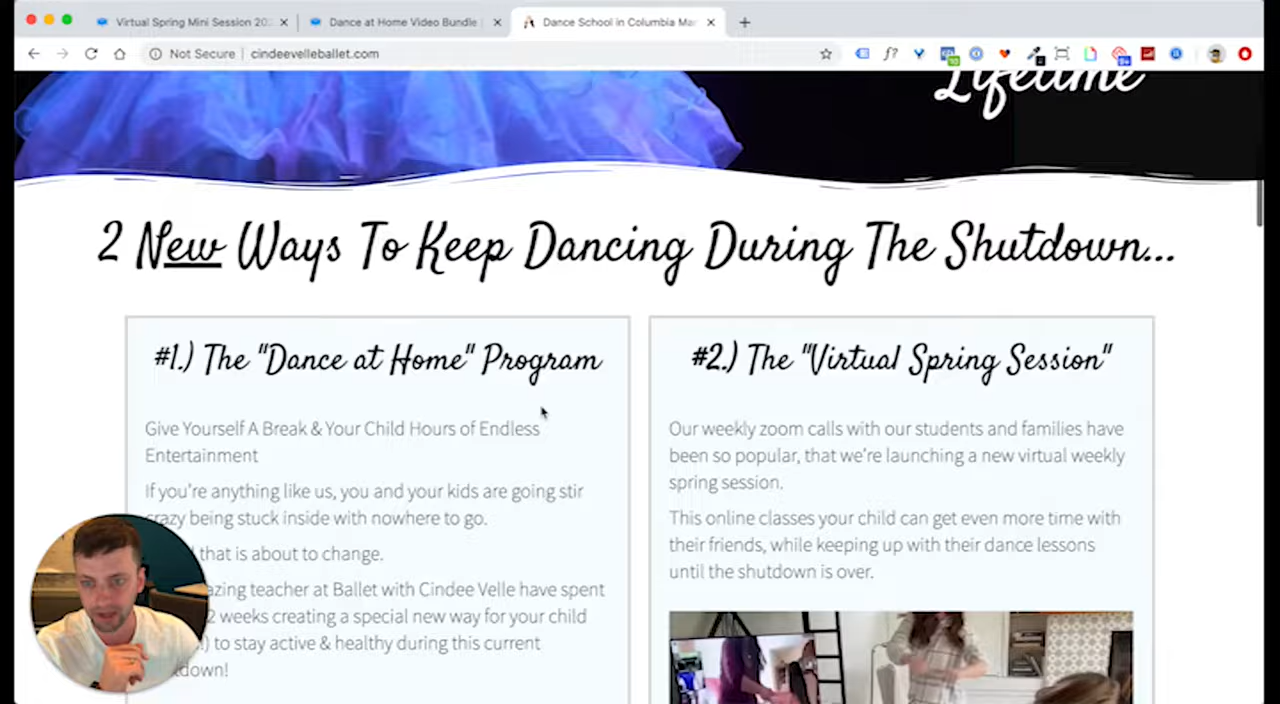 Virtual Spring Mini Session 202
Dance at Home Video Bundle |
Dance School in Columbia Mar
Not Secure | cindeevelleballet.com
f?
10
9+
Lifetime
2 New Ways To Keep Dancing During The Shutdown...
#1.) The "Dance at Home" Program
Give Yourself A Break & Your Child Hours of Endless
Entertainment
If you're anything like us, you and your kids are going stir
crazy being stuck inside with nowhere to go.
that is about to change.
azing teacher at Ballet with Cindee Velle have spent
2 weeks creating a special new way for your child
!) to stay active & healthy during this current
down!
#2.) The "Virtual Spring Session"
Our weekly zoom calls with our students and families have
been so popular, that we're launching a new virtual weekly
spring session.
This online classes your child can get even more time with
their friends, while keeping up with their dance lessons
until the shutdown is over.